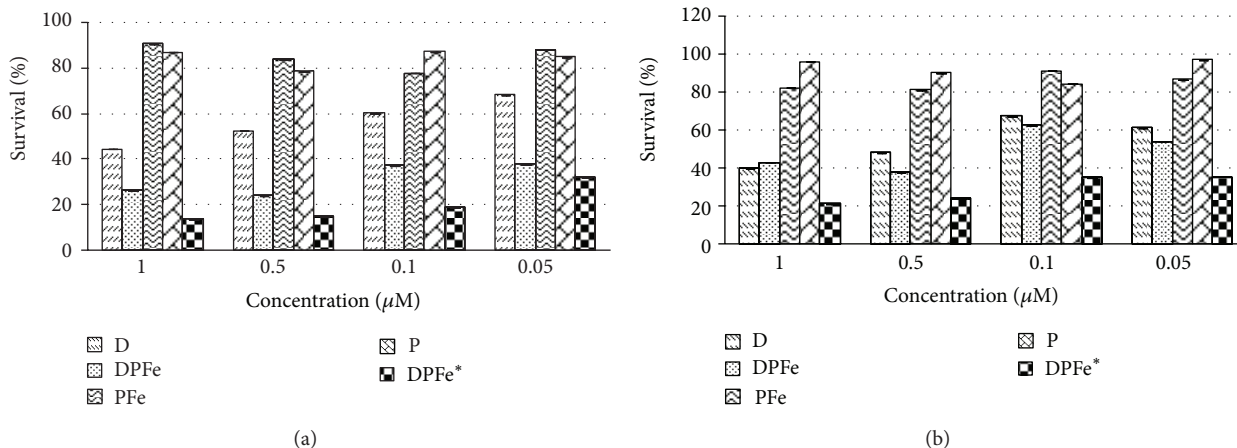 Survival (%)
100
80
60
40
20
0
1 0.5 0.1 0.05
Concentration (μM)
D P
DPFe DPFe*
PFe
(a)
Survival (%)
120
100
80
60
40
20
0
1 0.5 0.1 0.05
Concentration (μM)
D P
DPFe DPFe*
PFe
(b)